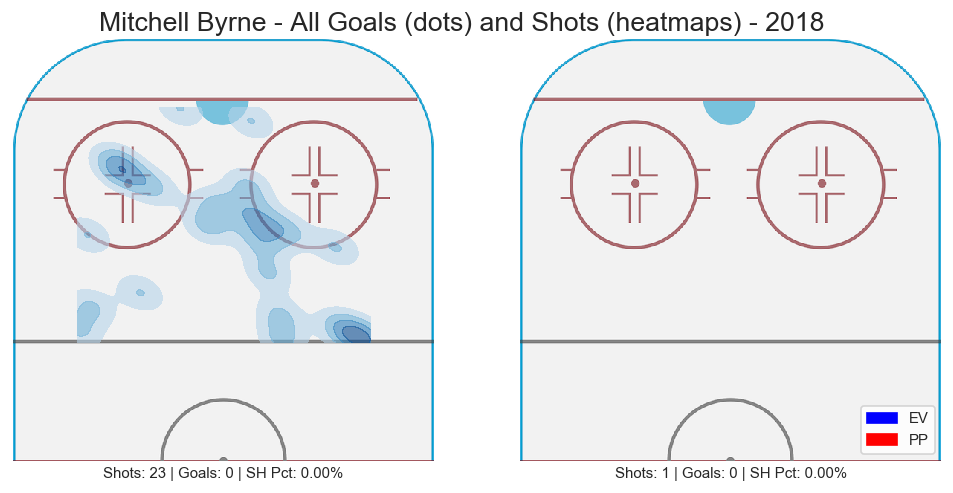 Mitchell Byrne - All Goals (dots) and Shots (heatmaps) - 2018
EV
PP
Shots: 23 | Goals: 0 | SH Pct: 0.00%
Shots: 1 | Goals: 0 | SH Pct: 0.00%